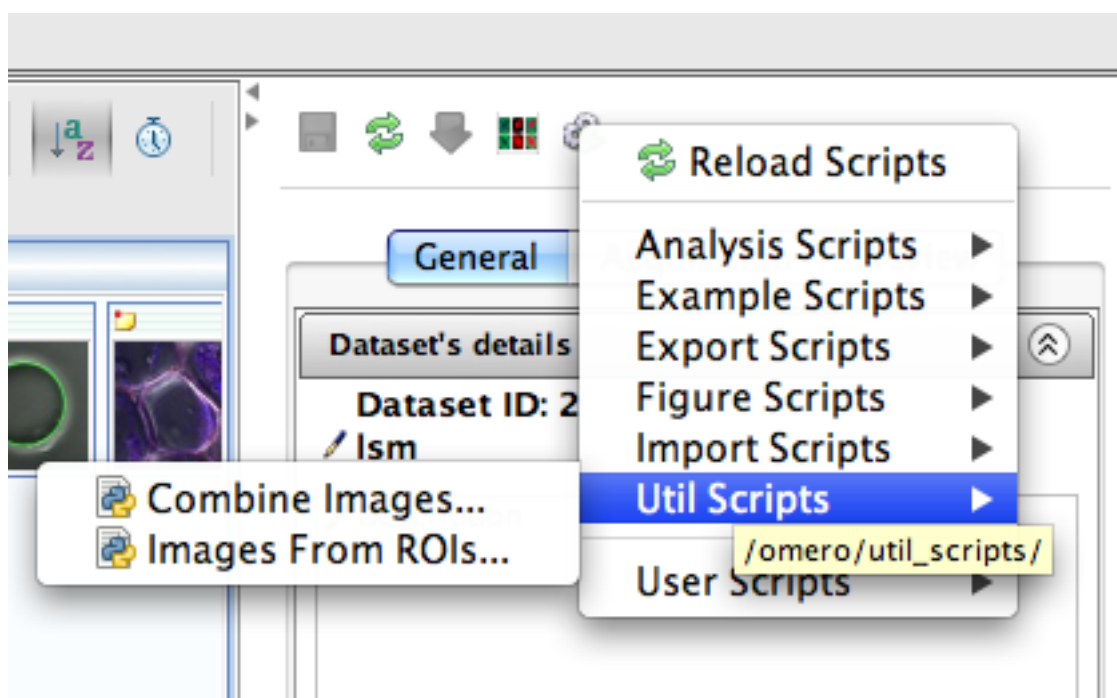 a
z
Reload Scripts
General
Analysis Scripts
Example Scripts
Dataset's details
Export Scripts
Dataset ID: 2
Figure Scripts
lsm
Import Scripts
Combine Images...
Util Scripts
Images From ROIs...
/omero/util_scripts/
User Scripts